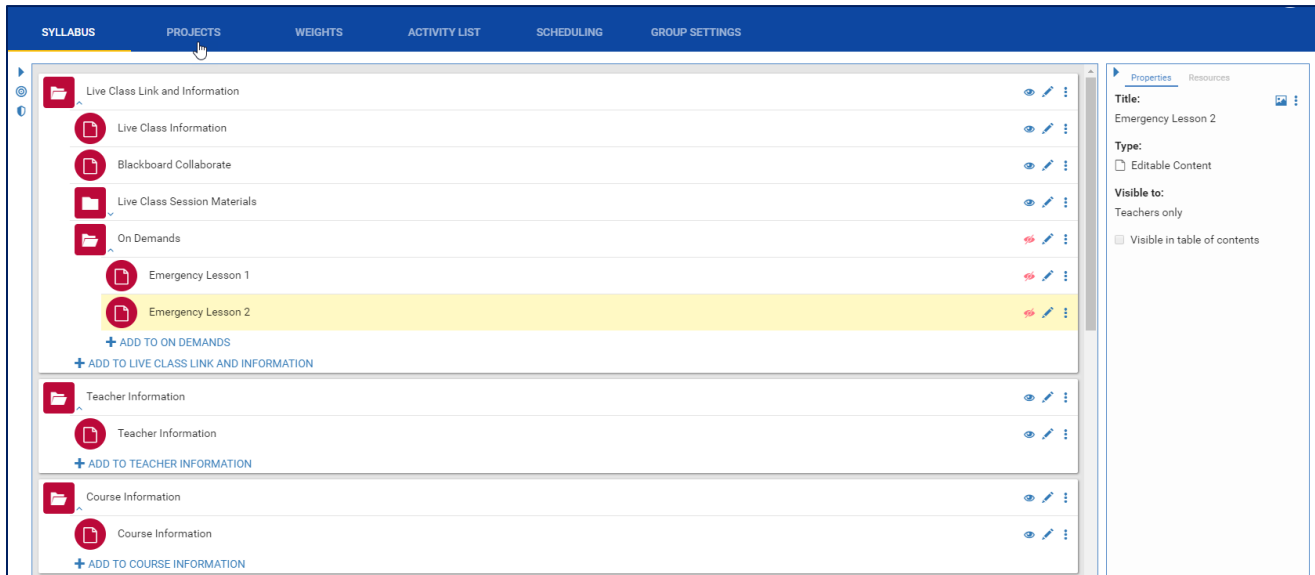 SYLLABUS PROJECTS WEIGHTS ACTIVITY LIST SCHEDULING GROUP SETTINGS
Live Class Link and Information
Live Class Information
Blackboard Collaborate
Live Class Session Materials
On Demands
Emergency Lesson 1
Emergency Lesson 2
ADD TO ON DEMANDS
ADD TO LIVE CLASS LINK AND INFORMATION
Teacher Information
Teacher Information
ADD TO TEACHER INFORMATION
Course Information
Course Information
ADD TO COURSE INFORMATION
Properties Resources
Title:
Emergency Lesson 2
Type:
Editable Content
Visible to:
Teachers only
Visible in table of contents